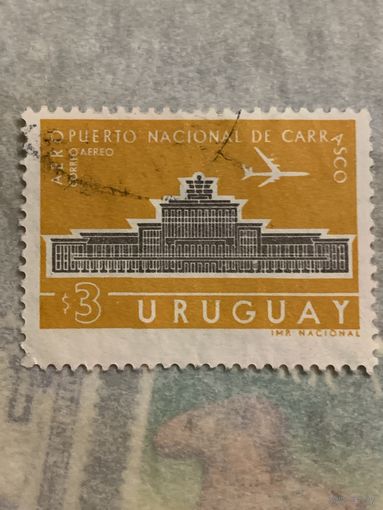 AEROPUERTO NACIONAL DE CARRASCO
CORREO AEREO
$3 URUGUAY
IMP. NACIONAL